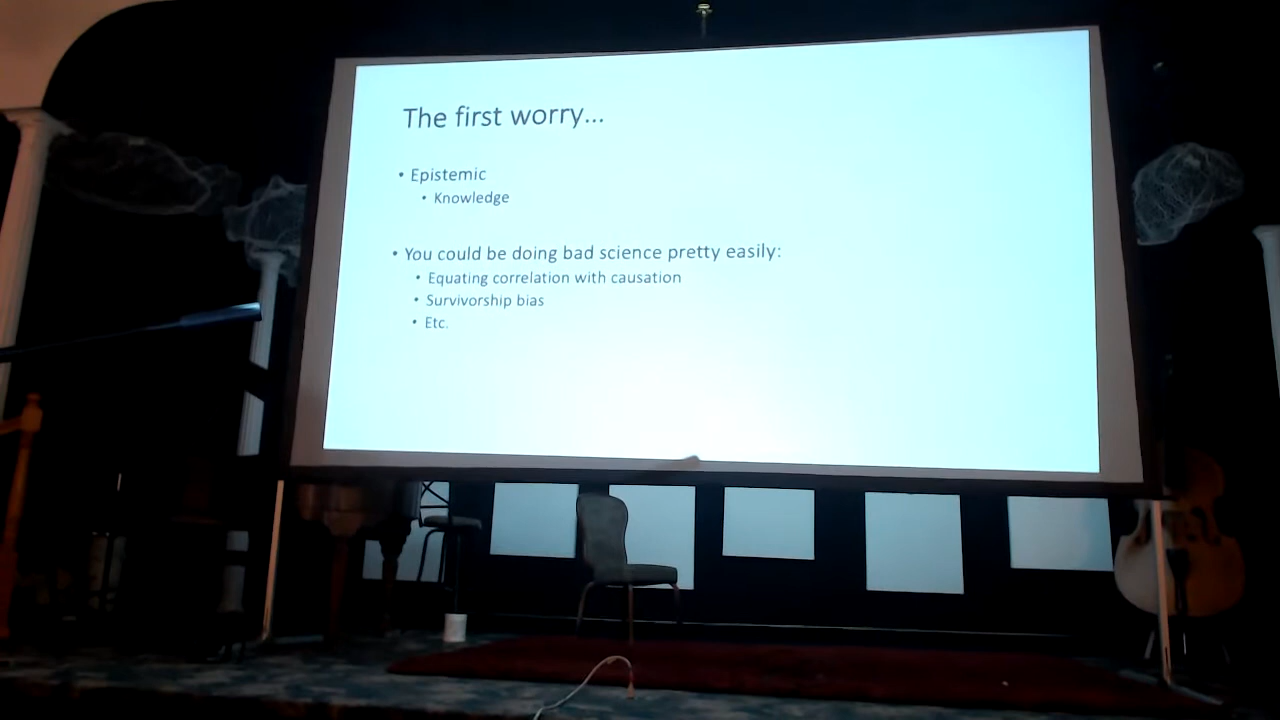 The first worry...
• Epistemic
• Knowledge
• You could be doing bad science pretty easily:
• Equating correlation with causation
• Survivorship bias
• Etc.